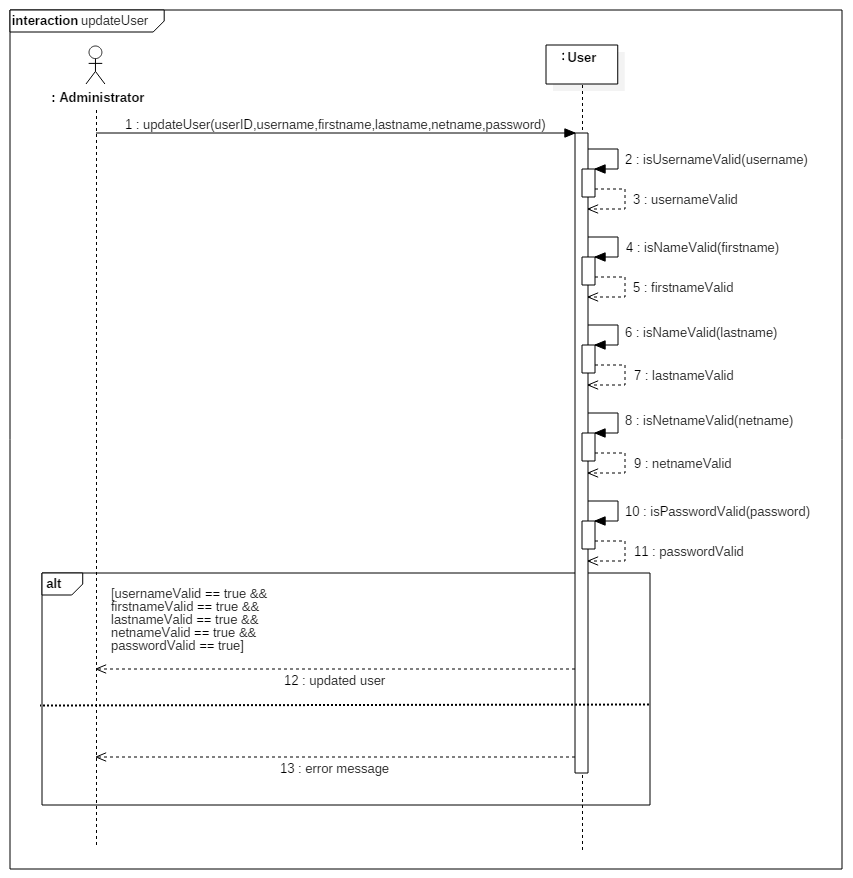 interaction updateUser
: Administrator
: User
1 : updateUser(userID,username,firstname,lastname,netname,password)
2 : isUsernameValid(username)
3 : usernameValid
4 : isNameValid(firstname)
5 : firstnameValid
6 : isNameValid(lastname)
7 : lastnameValid
8 : isNetnameValid(netname)
9 : netnameValid
10 : isPasswordValid(password)
11 : passwordValid
alt
[usernameValid == true &&
firstnameValid == true &&
lastnameValid == true &&
netnameValid == true &&
passwordValid == true]
12 : updated user
13 : error message